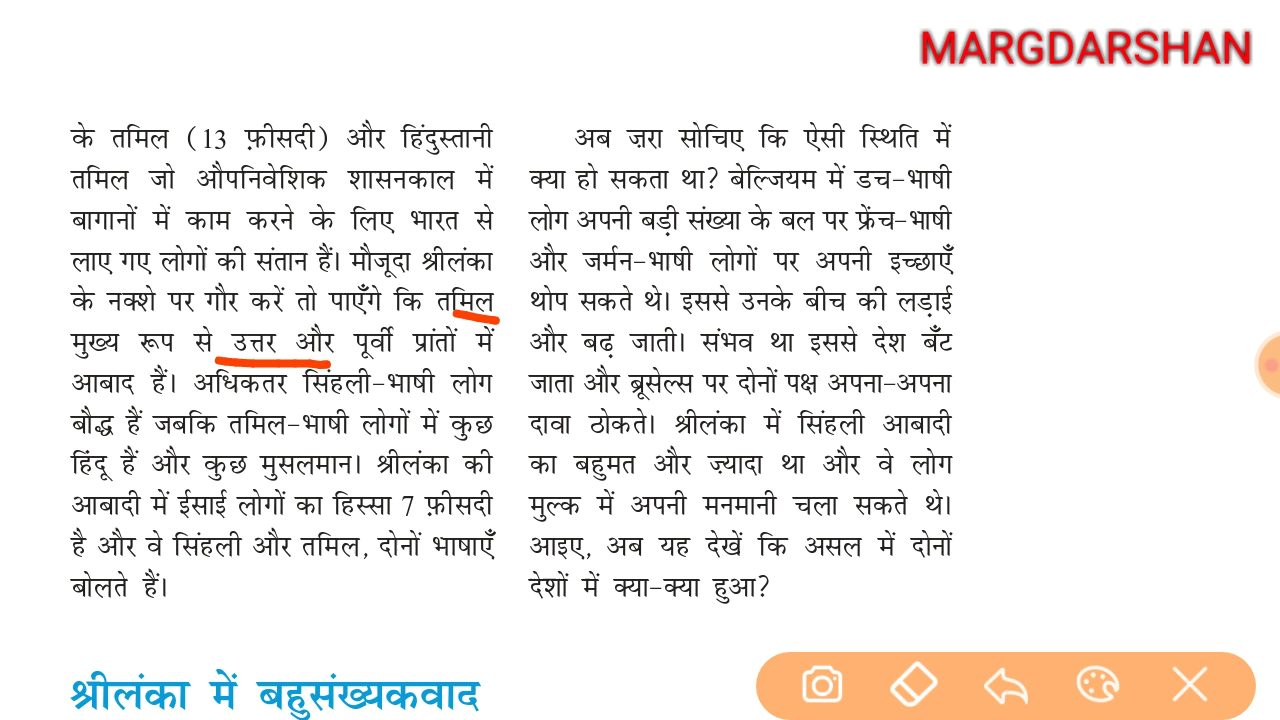 MARGDARSHAN
के तमिल (13 फ़ीसदी) और हिंदुस्तानी
तमिल जो औपनिवेशिक शासनकाल में
बागानों में काम करने के लिए भारत से
लाए गए लोगों की संतान हैं। मौजूदा श्रीलंका
के नक्शे पर गौर करें तो पाएँगे कि तमिल
मुख्य रूप से उत्तर और पूर्वी प्रांतों में
आबाद हैं। अधिकतर सिंहली-भाषी लोग
बौद्ध हैं जबकि तमिल-भाषी लोगों में कुछ
हिंदू हैं और कुछ मुसलमान। श्रीलंका की
आबादी में ईसाई लोगों का हिस्सा 7 फ़ीसदी
है और वे सिंहली और तमिल, दोनों भाषाएँ
बोलते हैं।
श्रीलंका में बहुसंख्यकवाद
अब ज़रा सोचिए कि ऐसी स्थिति में
क्या हो सकता था? बेल्जियम में डच-भाषी
लोग अपनी बड़ी संख्या के बल पर फ्रेंच-भाषी
और जर्मन-भाषी लोगों पर अपनी इच्छाएँ
थोप सकते थे। इससे उनके बीच की लड़ाई
और बढ़ जाती। संभव था इससे देश बँट
जाता और ब्रूसेल्स पर दोनों पक्ष अपना-अपना
दावा ठोकते। श्रीलंका में सिंहली आबादी
का बहुमत और ज़्यादा था और वे लोग
मुल्क में अपनी मनमानी चला सकते थे।
आइए, अब यह देखें कि असल में दोनों
देशों में क्या-क्या हुआ?